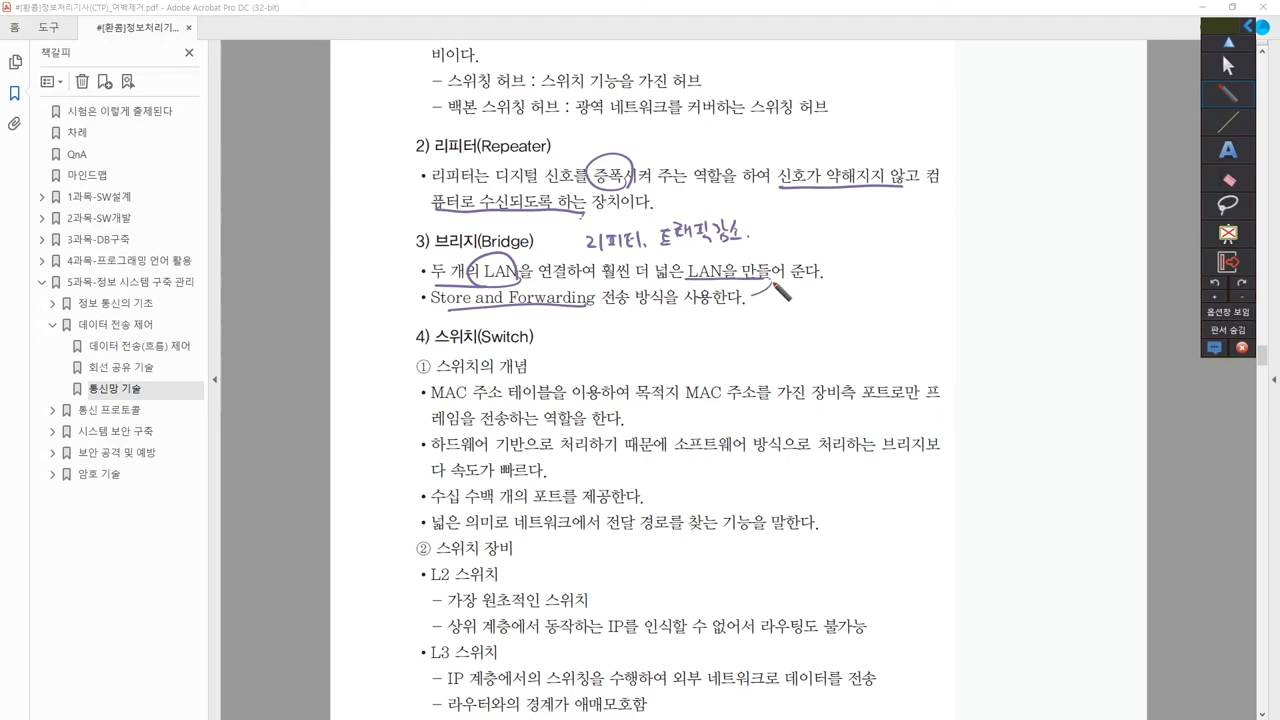 #[환콤]정보처리기사(CTP)_여백제거.pdf - Adobe Acrobat Pro DC (32-bit)
홈 도구 #[환콤]정보처리기... ×
책갈피
시험은 이렇게 출제된다
차례
QnA
마인드맵
1과목-SW설계
2과목-SW개발
3과목-DB구축
4과목-프로그래밍 언어 활용
5과목-정보 시스템 구축 관리
정보 통신의 기초
데이터 전송 제어
데이터 전송(흐름) 제어
회선 공유 기술
통신망 기술
통신 프로토콜
시스템 보안 구축
보안 공격 및 예방
암호 기술
비이다.
– 스위칭 허브 : 스위치 기능을 가진 허브
– 백본 스위칭 허브 : 광역 네트워크를 커버하는 스위칭 허브
2) 리피터(Repeater)
• 리피터는 디지털 신호를 증폭시켜 주는 역할을 하여 신호가 약해지지 않고 컴
퓨터로 수신되도록 하는 장치이다.
3) 브리지(Bridge)
리피터, 트래픽감소.
• 두 개의 LAN을 연결하여 훨씬 더 넓은 LAN을 만들어 준다.
• Store and Forwarding 전송 방식을 사용한다.
4) 스위치(Switch)
① 스위치의 개념
• MAC 주소 테이블을 이용하여 목적지 MAC 주소를 가진 장비측 포트로만 프
레임을 전송하는 역할을 한다.
• 하드웨어 기반으로 처리하기 때문에 소프트웨어 방식으로 처리하는 브리지보
다 속도가 빠르다.
• 수십 수백 개의 포트를 제공한다.
• 넓은 의미로 네트워크에서 전달 경로를 찾는 기능을 말한다.
② 스위치 장비
• L2 스위치
– 가장 원초적인 스위치
– 상위 계층에서 동작하는 IP를 인식할 수 없어서 라우팅도 불가능
• L3 스위치
– IP 계층에서의 스위칭을 수행하여 외부 네트워크로 데이터를 전송
– 라우터와의 경계가 애매모호함
A
옵션창 보임
판서 숨김